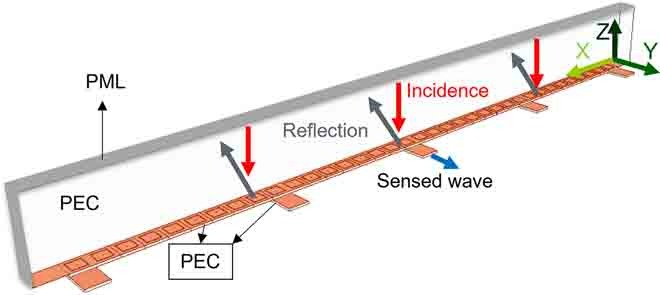 Z
X
Y
PML
Incidence
Reflection
Sensed wave
PEC
PEC